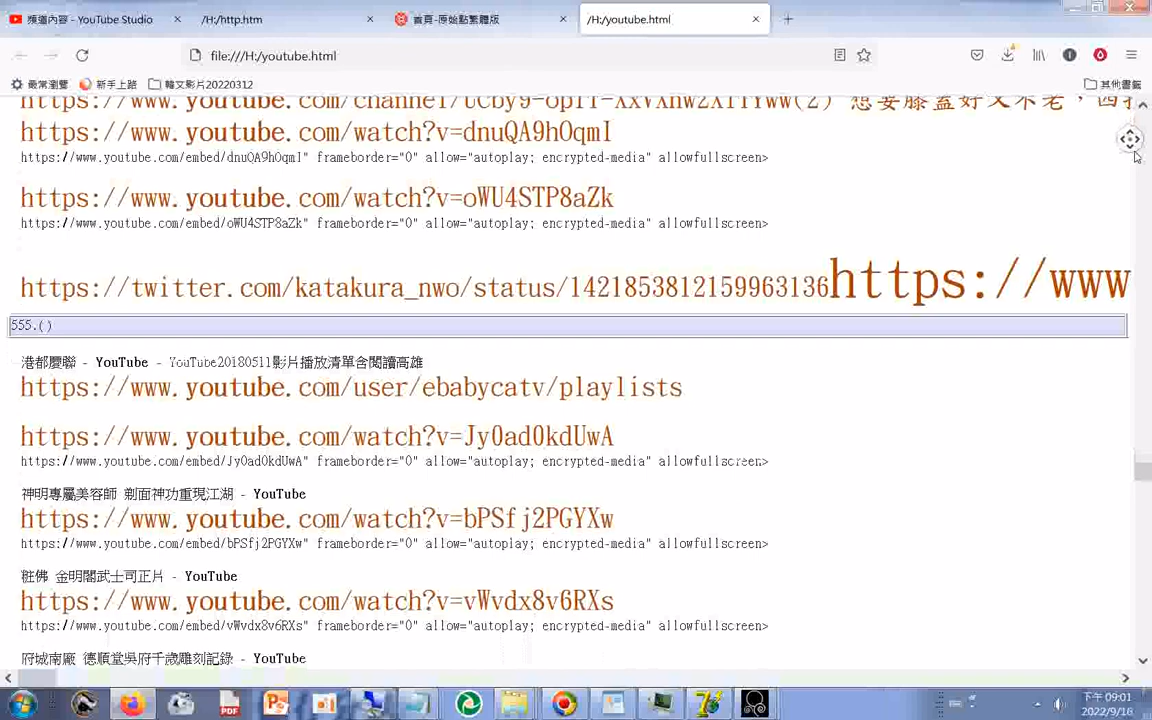 頻道內容 - YouTube Studio
/H:/http.htm
首頁-原始點繁體版
/H:/youtube.html
file:///H:/youtube.html
最常瀏覽
新手上路
韓文影片20220312
其他書籤
想要膝蓋好又不老，
https://www.youtube.com/watch?v=dnuQA9hOqmI
https://www.youtube.com/embed/dnuQA9hOqmI" frameborder="0" allow="autoplay; encrypted-media" allowfullscreen>
https://www.youtube.com/watch?v=oWU4STP8aZk
https://www.youtube.com/embed/oWU4STP8aZk" frameborder="0" allow="autoplay; encrypted-media" allowfullscreen>
https://twitter.com/katakura_nwo/status/1421853812159963136https://www
555.()
港都慶聯 - YouTube - YouTube20180511影片播放清單含閱讀高雄
https://www.youtube.com/user/ebabycatv/playlists
https://www.youtube.com/watch?v=Jy0ad0kdUwA
https://www.youtube.com/embed/Jy0ad0kdUwA" frameborder="0" allow="autoplay; encrypted-media" allowfullscreen>
神明專屬美容師 剃面神功重現江湖 - YouTube
https://www.youtube.com/watch?v=bPSfj2PGYXw
https://www.youtube.com/embed/bPSfj2PGYXw" frameborder="0" allow="autoplay; encrypted-media" allowfullscreen>
粧佛 金明閣武士司正片 - YouTube
https://www.youtube.com/watch?v=vWvdx8v6RXs
https://www.youtube.com/embed/vWvdx8v6RXs" frameborder="0" allow="autoplay; encrypted-media" allowfullscreen>
府城南廠 德順堂吳府千歲雕刻記錄 - YouTube
下午 09:01
2022/9/16